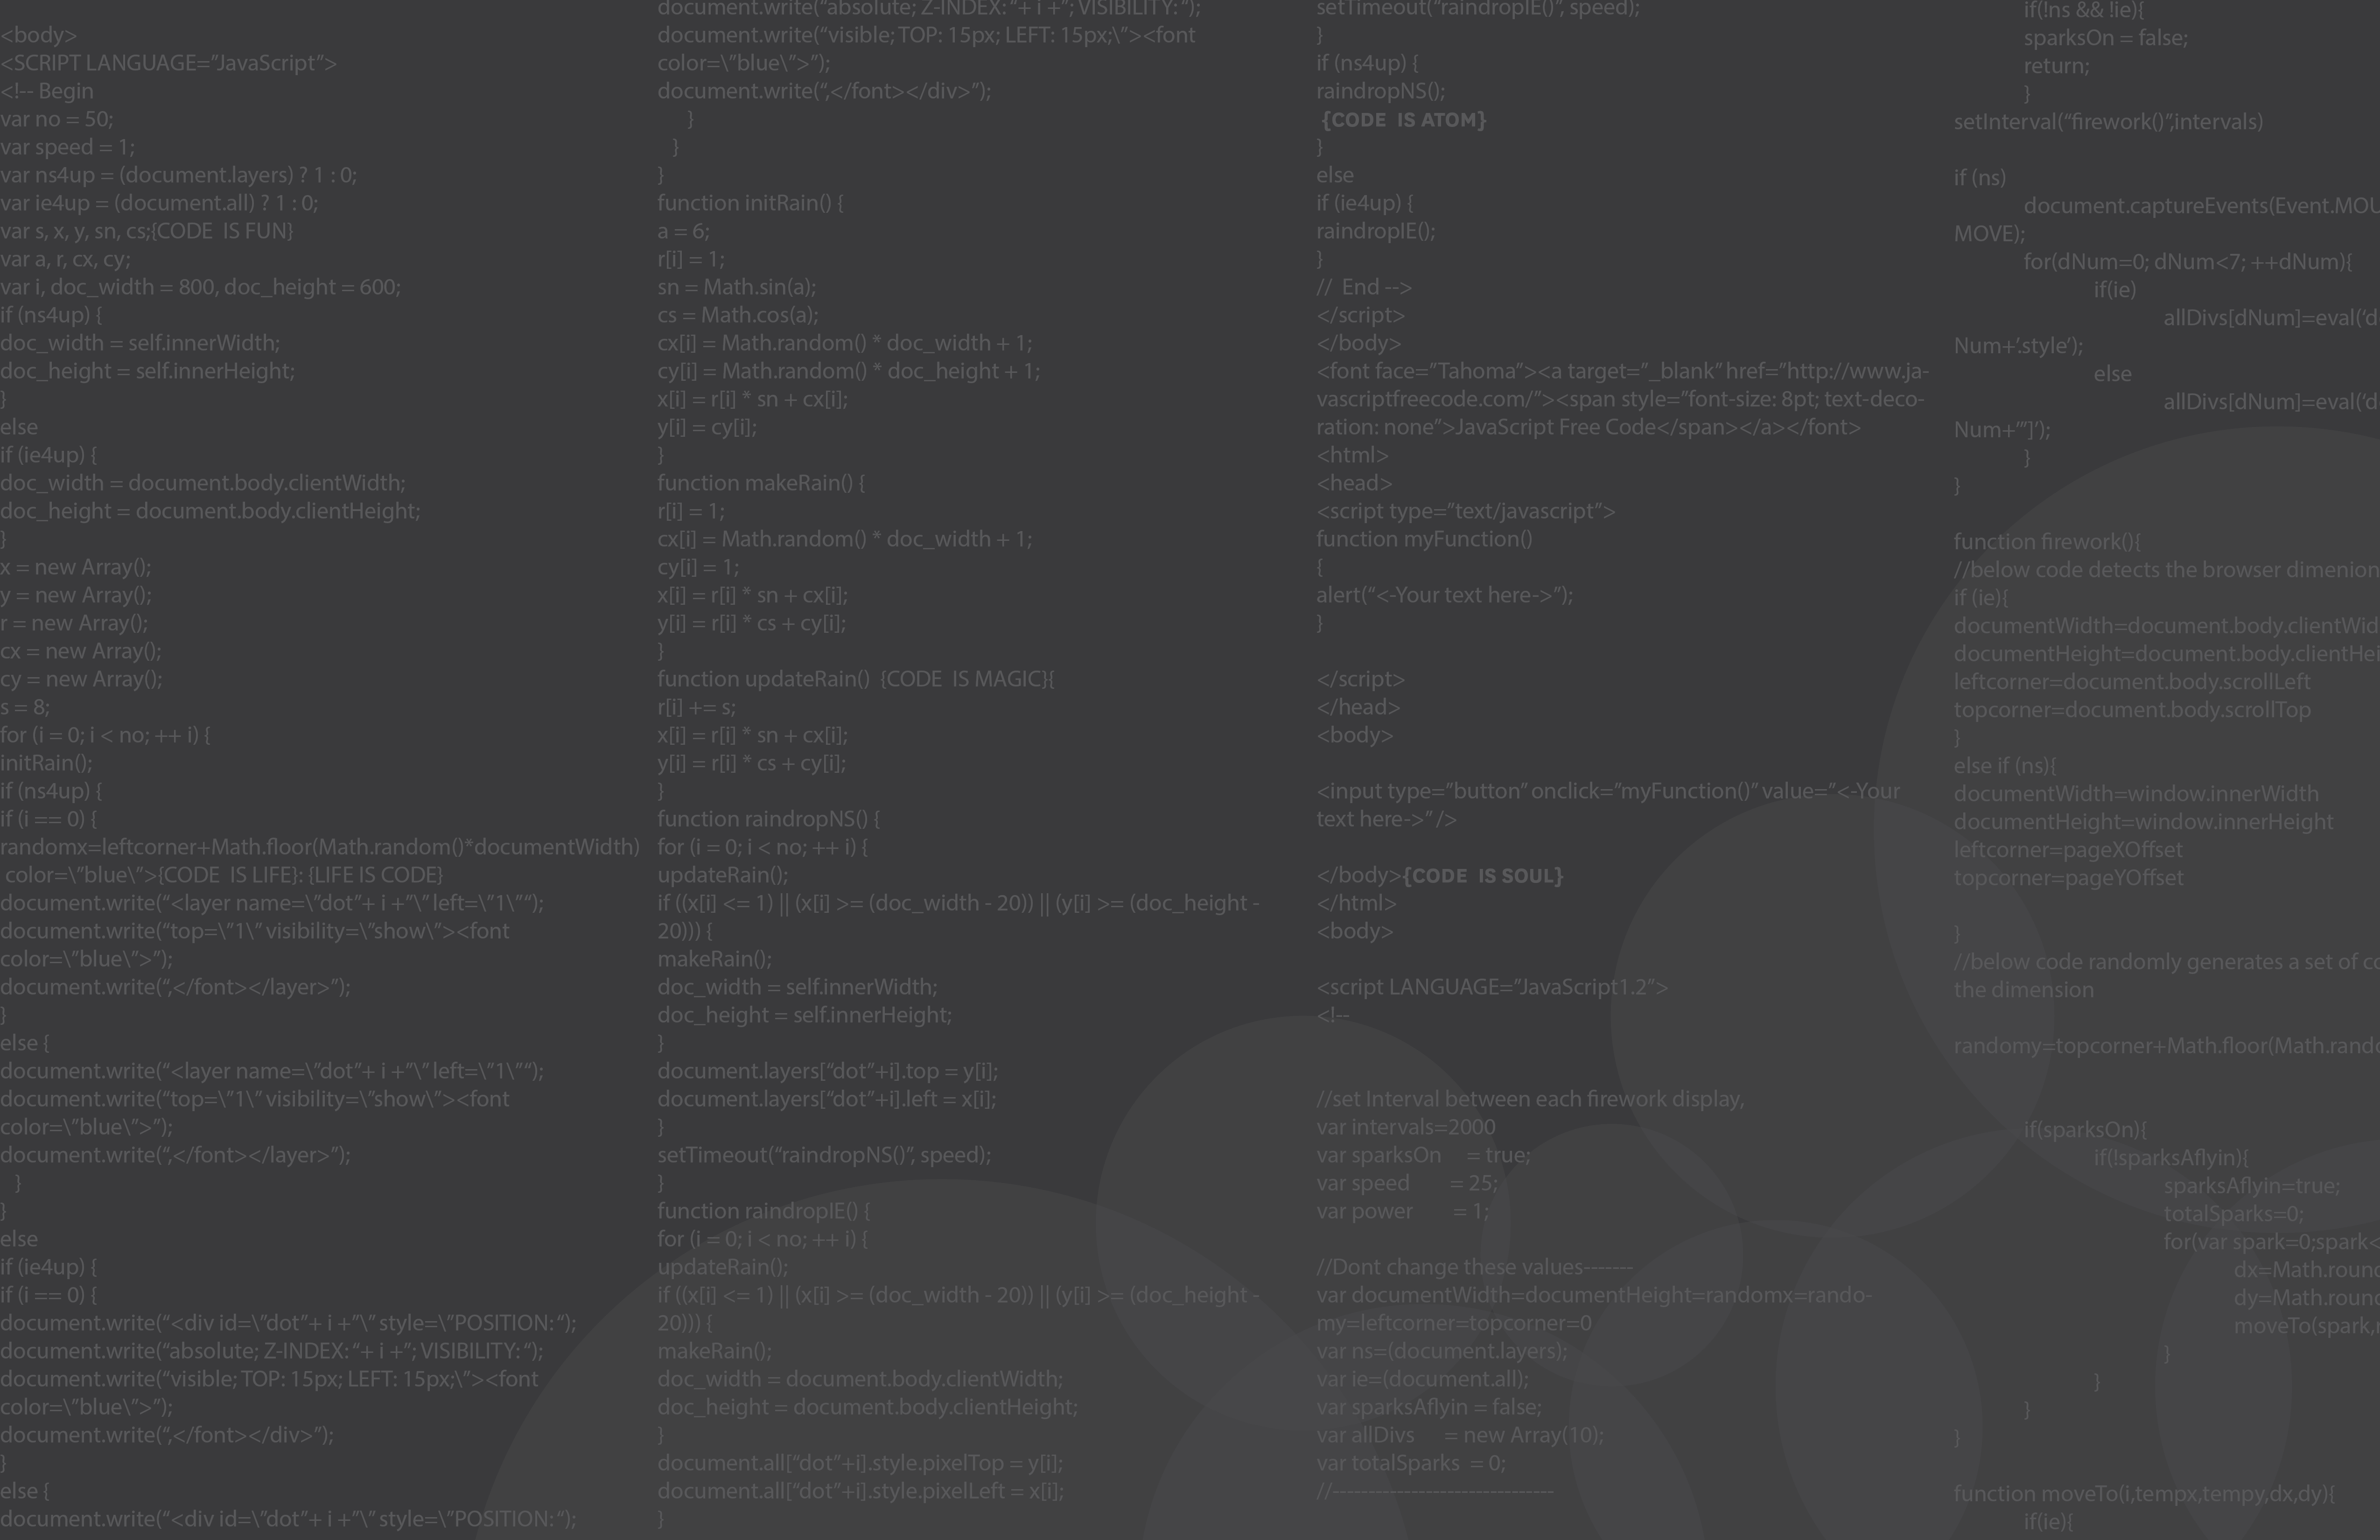 <body>
<SCRIPT LANGUAGE=”JavaScript”>
<!-- Begin
var no = 50;
var speed = 1;
var ns4up = (document.layers) ? 1 : 0;
var ie4up = (document.all) ? 1 : 0;
var s, x, y, sn, cs;{CODE  IS FUN}
var a, r, cx, cy;
var i, doc_width = 800, doc_height = 600;
if (ns4up) {
doc_width = self.innerWidth;
doc_height = self.innerHeight;
}
else
if (ie4up) {
doc_width = document.body.clientWidth;
doc_height = document.body.clientHeight;
}
x = new Array();
y = new Array();
r = new Array();
cx = new Array();
cy = new Array();
s = 8;
for (i = 0; i < no; ++ i) {
initRain();
if (ns4up) {
if (i == 0) {
randomx=leftcorner+Math.floor(Math.random()*documentWidth)
color=\”blue\”>{CODE  IS LIFE}: {LIFE IS CODE}
document.write(“<layer name=\”dot”+ i +”\” left=\”1\”“);
document.write(“top=\”1\” visibility=\”show\”><font
color=\”blue\”>”);
document.write(“,</font></layer>”);
}
else {
document.write(“<layer name=\”dot”+ i +”\” left=\”1\”“);
document.write(“top=\”1\” visibility=\”show\”><font
color=\”blue\”>”);
document.write(“,</font></layer>”);
}
}
else
if (ie4up) {
if (i == 0) {
document.write(“<div id=\”dot”+ i +”\” style=\”POSITION: “);
document.write(“absolute; Z-INDEX: “+ i +”; VISIBILITY: “);
document.write(“visible; TOP: 15px; LEFT: 15px;\”><font
color=\”blue\”>”);
document.write(“,</font></div>”);
}
else {
document.write(“<div id=\”dot”+ i +”\” style=\”POSITION: “);
document.write(“absolute; Z-INDEX: “+ i +”; VISIBILITY: “);
document.write(“visible; TOP: 15px; LEFT: 15px;\”><font
color=\”blue\”>”);
document.write(“,</font></div>”);
}
}
}
function initRain() {
a = 6;
r[i] = 1;
sn = Math.sin(a);
cs = Math.cos(a);
cx[i] = Math.random() * doc_width + 1;
cy[i] = Math.random() * doc_height + 1;
x[i] = r[i] * sn + cx[i];
y[i] = cy[i];
}
function makeRain() {
r[i] = 1;
cx[i] = Math.random() * doc_width + 1;
cy[i] = 1;
x[i] = r[i] * sn + cx[i];
y[i] = r[i] * cs + cy[i];
}
function updateRain()  {CODE  IS MAGIC}{
r[i] += s;
x[i] = r[i] * sn + cx[i];
y[i] = r[i] * cs + cy[i];
}
function raindropNS() {
for (i = 0; i < no; ++ i) {
updateRain();
if ((x[i] <= 1) || (x[i] >= (doc_width - 20)) || (y[i] >= (doc_height -
20))) {
makeRain();
doc_width = self.innerWidth;
doc_height = self.innerHeight;
}
document.layers[“dot”+i].top = y[i];
document.layers[“dot”+i].left = x[i];
}
setTimeout(“raindropNS()”, speed);
}
function raindropIE() {
for (i = 0; i < no; ++ i) {
updateRain();
if ((x[i] <= 1) || (x[i] >= (doc_width - 20)) || (y[i] >= (doc_height -
20))) {
makeRain();
doc_width = document.body.clientWidth;
doc_height = document.body.clientHeight;
}
document.all[“dot”+i].style.pixelTop = y[i];
document.all[“dot”+i].style.pixelLeft = x[i];
}
setTimeout(“raindropIE()”, speed);
}
if (ns4up) {
raindropNS();
{CODE  IS ATOM}
}
else
if (ie4up) {
raindropIE();
}
//  End -->
</script>
</body>
<font face=”Tahoma”><a target=”_blank” href=”http://www.ja-
vascriptfreecode.com/”><span style=”font-size: 8pt; text-deco-
ration: none”>JavaScript Free Code</span></a></font>
<html>
<head>
<script type=”text/javascript”>
function myFunction()
{
alert(“<-Your text here->”);
}
</script>
</head>
<body>
<input type=”button” onclick=”myFunction()” value=”<-Your
text here->” />
</body>{CODE  IS SOUL}
</html>
<body>
<script LANGUAGE=”JavaScript1.2”>
<!--
//set Interval between each firework display,
var intervals=2000
var sparksOn     = true;
var speed        = 25;
var power        = 1;
//Dont change these values-------
var documentWidth=documentHeight=randomx=rando-
my=leftcorner=topcorner=0
var ns=(document.layers);
var ie=(document.all);
var sparksAflyin = false;
var allDivs      = new Array(10);
var totalSparks  = 0;
//-------------------------------
if(!ns && !ie){
sparksOn = false;
return;
}
setInterval(“firework()”,intervals)
if (ns)
document.captureEvents(Event.MOU
MOVE);
for(dNum=0; dNum<7; ++dNum){
if(ie)
allDivs[dNum]=eval(‘d
Num+’.style’);
else
allDivs[dNum]=eval(‘d
Num+’”]’);
}
}
function firework(){
//below code detects the browser dimenion
if (ie){
documentWidth=document.body.clientWid
documentHeight=document.body.clientHei
leftcorner=document.body.scrollLeft
topcorner=document.body.scrollTop
}
else if (ns){
documentWidth=window.innerWidth
documentHeight=window.innerHeight
leftcorner=pageXOffset
topcorner=pageYOffset
}
//below code randomly generates a set of co
the dimension
randomy=topcorner+Math.floor(Math.rando
if(sparksOn){
if(!sparksAflyin){
sparksAflyin=true;
totalSparks=0;
for(var spark=0;spark<
dx=Math.round
dy=Math.round
moveTo(spark,r
}
}
}
}
function moveTo(i,tempx,tempy,dx,dy){
if(ie){